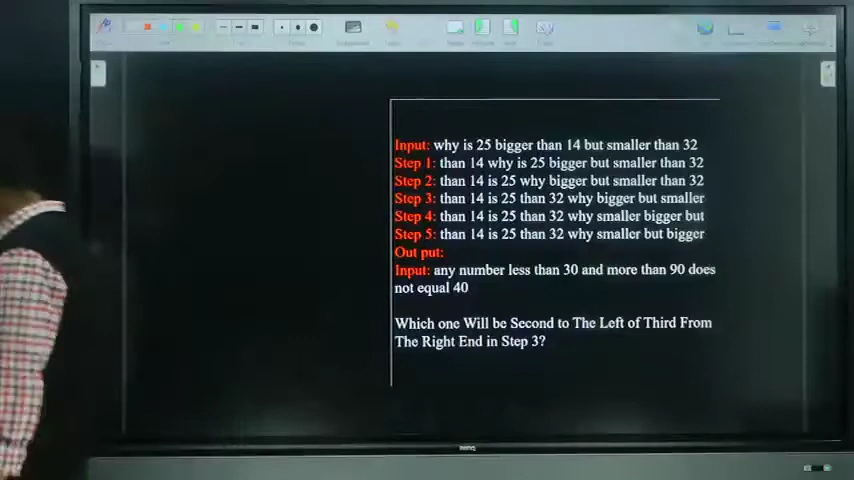 Input: why is 25 bigger than 14 but smaller than 32
Step 1: than 14 why is 25 bigger but smaller than 32
Step 2: than 14 is 25 why bigger but smaller than 32
Step 3: than 14 is 25 than 32 why bigger but smaller
Step 4: than 14 is 25 than 32 why smaller bigger but
Step 5: than 14 is 25 than 32 why smaller but bigger
Out put:
Input: any number less than 30 and more than 90 does
not equal 40
Which one Will be Second to The Left of Third From
The Right End in Step 3?